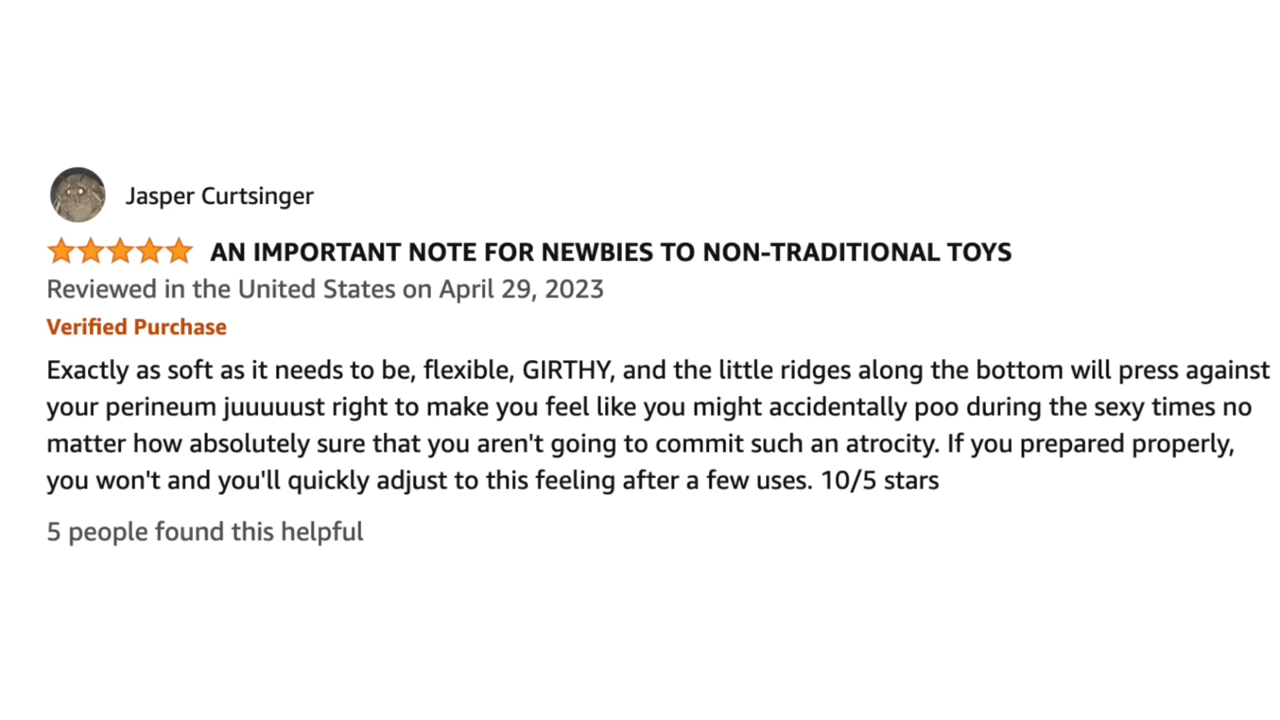 Jasper Curtsinger
AN IMPORTANT NOTE FOR NEWBIES TO NON-TRADITIONAL TOYS
Reviewed in the United States on April 29, 2023
Verified Purchase
Exactly as soft as it needs to be, flexible, GIRTHY, and the little ridges along the bottom will press against
your perineum juuuuust right to make you feel like you might accidentally poo during the sexy times no
matter how absolutely sure that you aren't going to commit such an atrocity. If you prepared properly,
you won't and you'll quickly adjust to this feeling after a few uses. 10/5 stars
5 people found this helpful